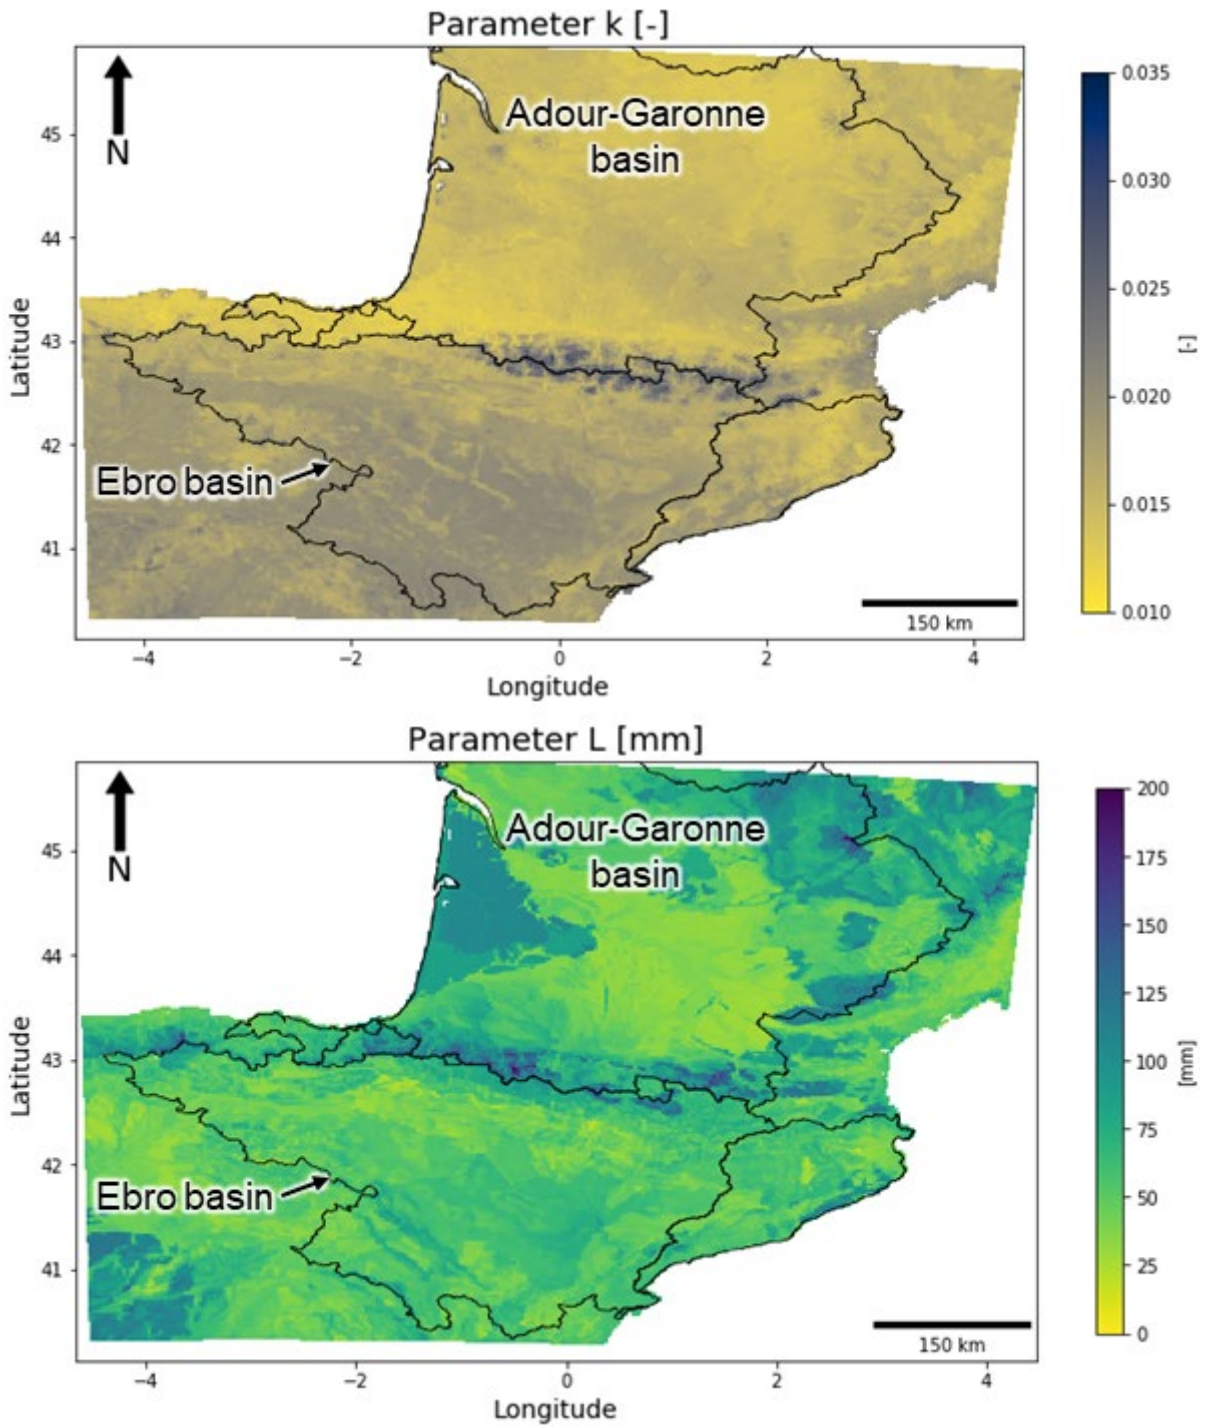 Parameter k [-]
N
Adour-Garonne
basin
Ebro basin
150 km
45
44
43
42
41
Latitude
−4
−2
0
2
4
Longitude
0.035
0.030
0.025
0.020
0.015
0.010
[-]
Parameter L [mm]
N
Adour-Garonne
basin
Ebro basin
150 km
45
44
43
42
41
Latitude
−4
−2
0
2
4
Longitude
200
175
150
125
100
75
50
25
0
[mm]